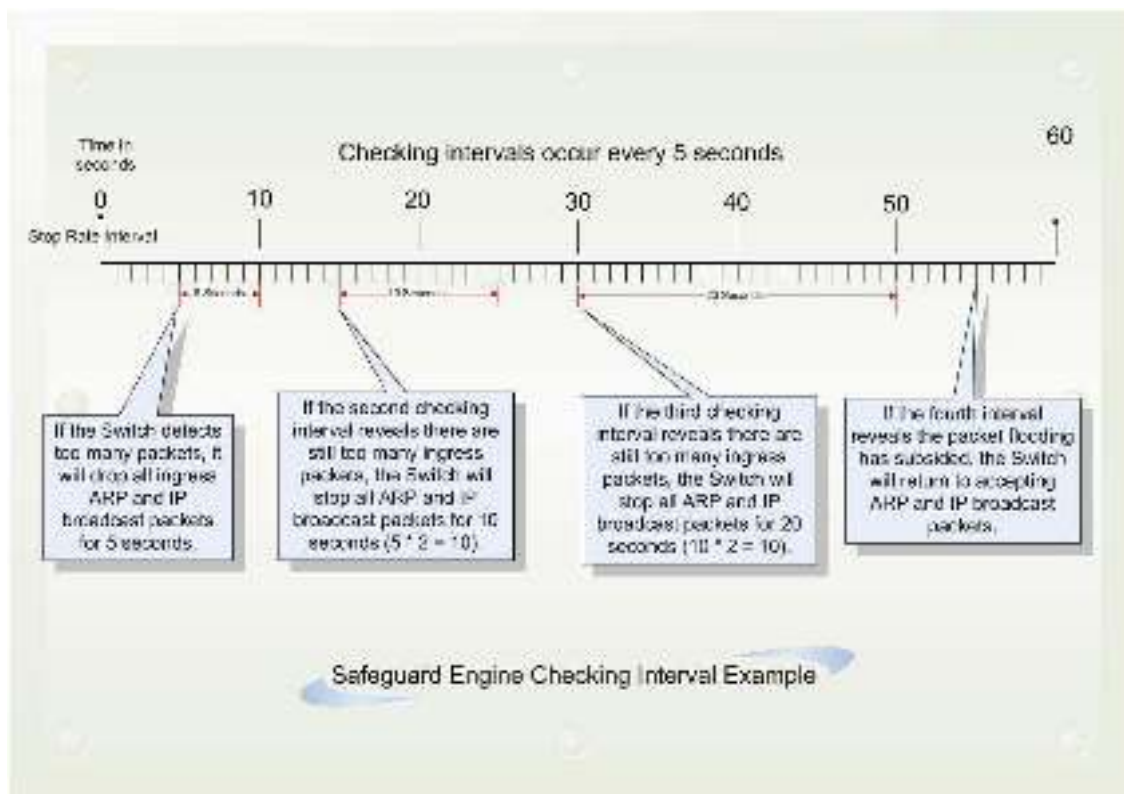 Time in
seconds
Checking intervals occur every 5 seconds
0
10
20
30
40
50
60
Stop Rate Interval
5 Seconds
10 Seconds
20 Seconds
If the Switch detects
too many packets, it
will drop all ingress
ARP and IP
broadcast packets
for 5 seconds.
If the second checking
interval reveals there are
still too many ingress
packets, the Switch will
stop all ARP and IP
broadcast packets for 10
seconds (5 * 2 = 10).
If the third checking
interval reveals there are
still too many ingress
packets, the Switch will
stop all ARP and IP
broadcast packets for 20
seconds (10 * 2 = 10).
If the fourth interval
reveals the packet flooding
has subsided, the Switch
will return to accepting
ARP and IP broadcast
packets.
Safeguard Engine Checking Interval Example